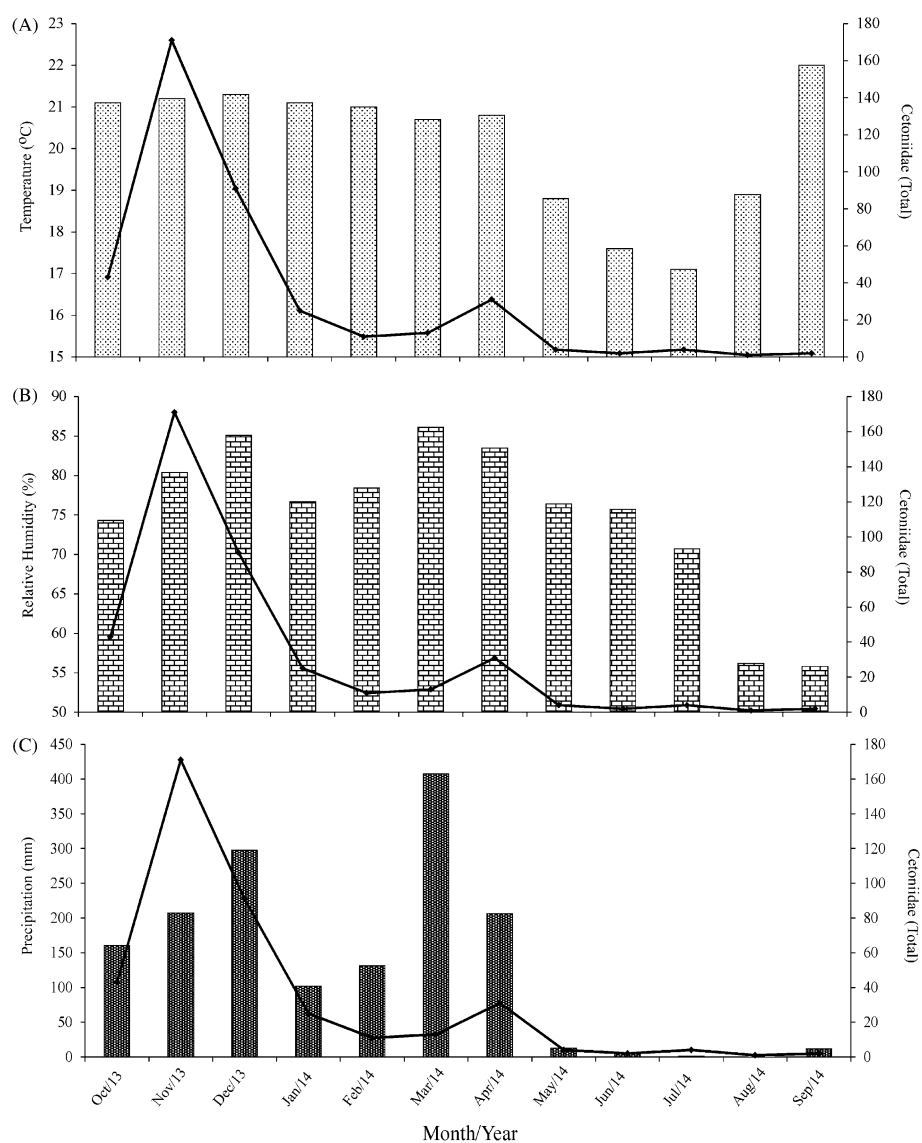 (A)
23
22
21
20
19
18
17
16
15
Temperature (ºC)
180
160
140
120
100
80
60
40
20
0
Cetoniidae (Total)
(B)
90
85
80
75
70
65
60
55
50
Relative Humidity (%)
180
160
140
120
100
80
60
40
20
0
Cetoniidae (Total)
(C)
450
400
350
300
250
200
150
100
50
0
Precipitation (mm)
180
160
140
120
100
80
60
40
20
0
Cetoniidae (Total)
Oct/13
Nov/13
Dec/13
Jan/14
Feb/14
Mar/14
Apr/14
May/14
Jun/14
Jul/14
Aug/14
Sep/14
Month/Year